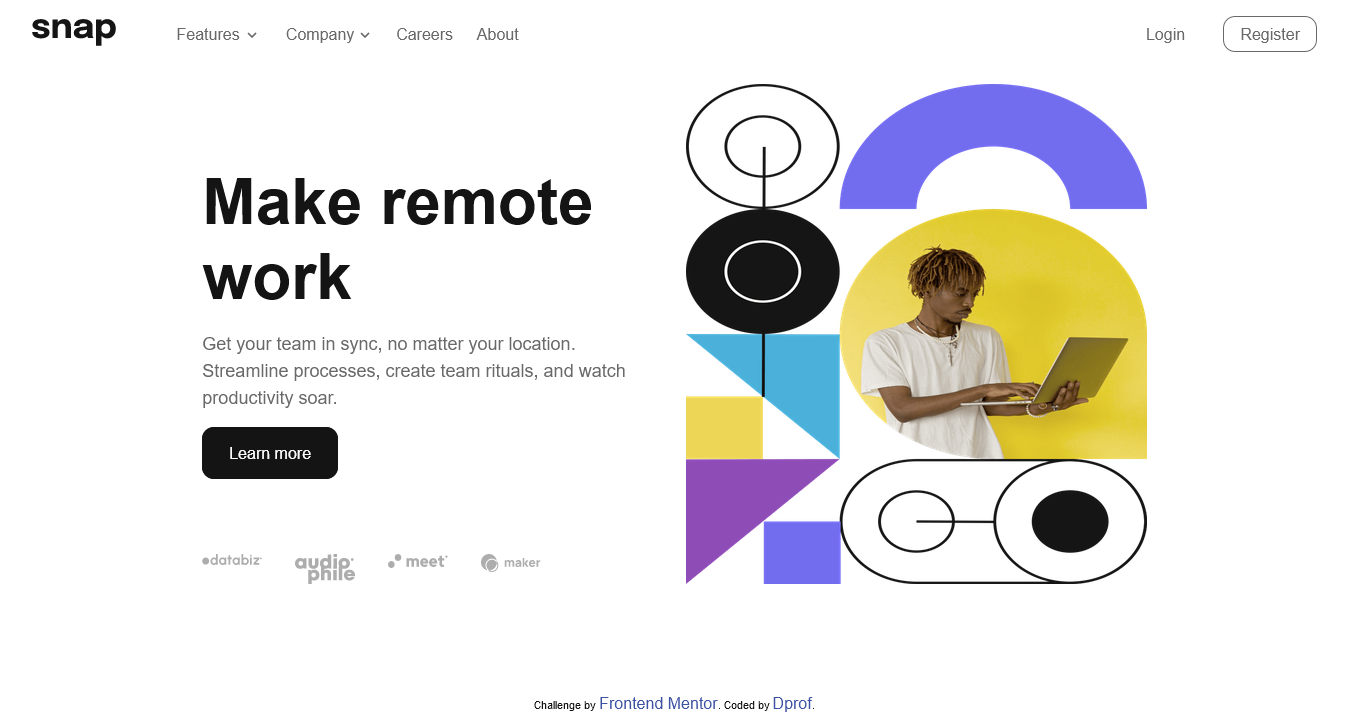 snap Features Company Careers About Login Register
Make remote
work
Get your team in sync, no matter your location.
Streamline processes, create team rituals, and watch
productivity soar.
Learn more
databiz audiophile meet maker
Challenge by Frontend Mentor. Coded by Dprof.